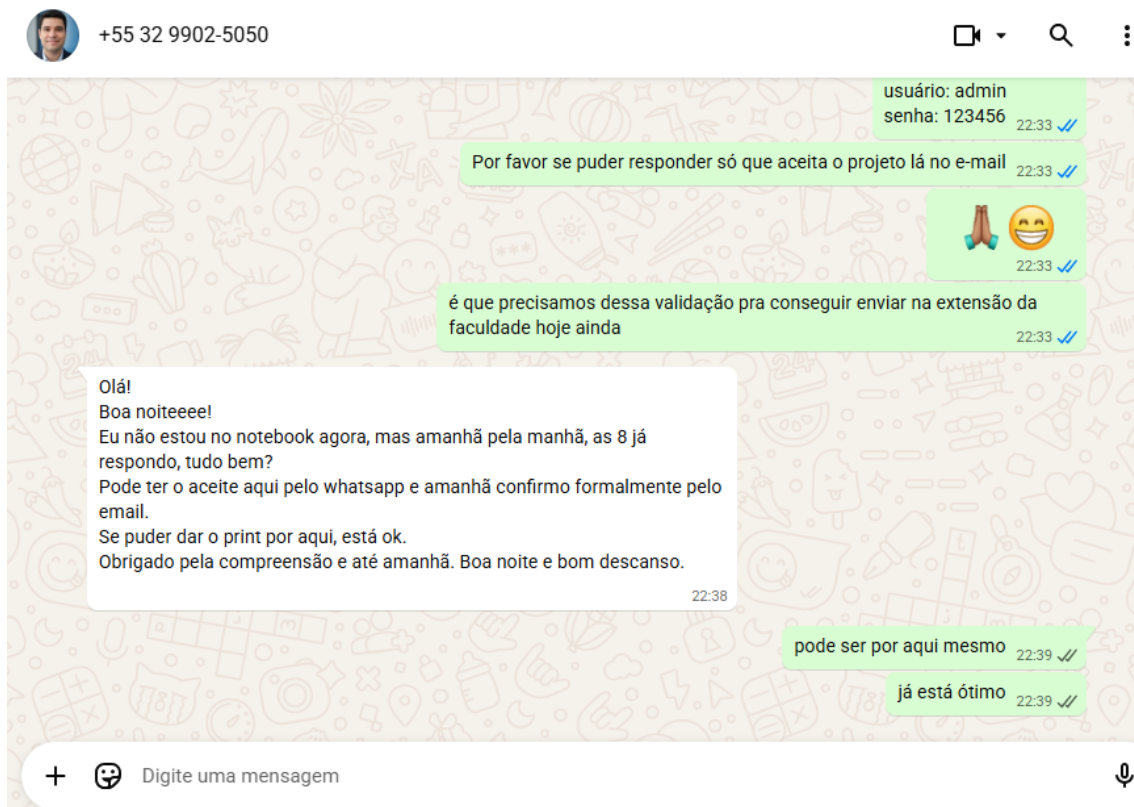 +55 32 9902-5050
usuário: admin
senha: 123456
22:33
Por favor se puder responder só que aceita o projeto lá no e-mail
22:33
22:33
é que precisamos dessa validação pra conseguir enviar na extensão da
faculdade hoje ainda
22:33
Olá!
Boa noiteeee!
Eu não estou no notebook agora, mas amanhã pela manhã, as 8 já
respondo, tudo bem?
Pode ter o aceite aqui pelo whatsapp e amanhã confirmo formalmente pelo
email.
Se puder dar o print por aqui, está ok.
Obrigado pela compreensão e até amanhã. Boa noite e bom descanso.
22:38
pode ser por aqui mesmo
22:39
já está ótimo
22:39
Digite uma mensagem